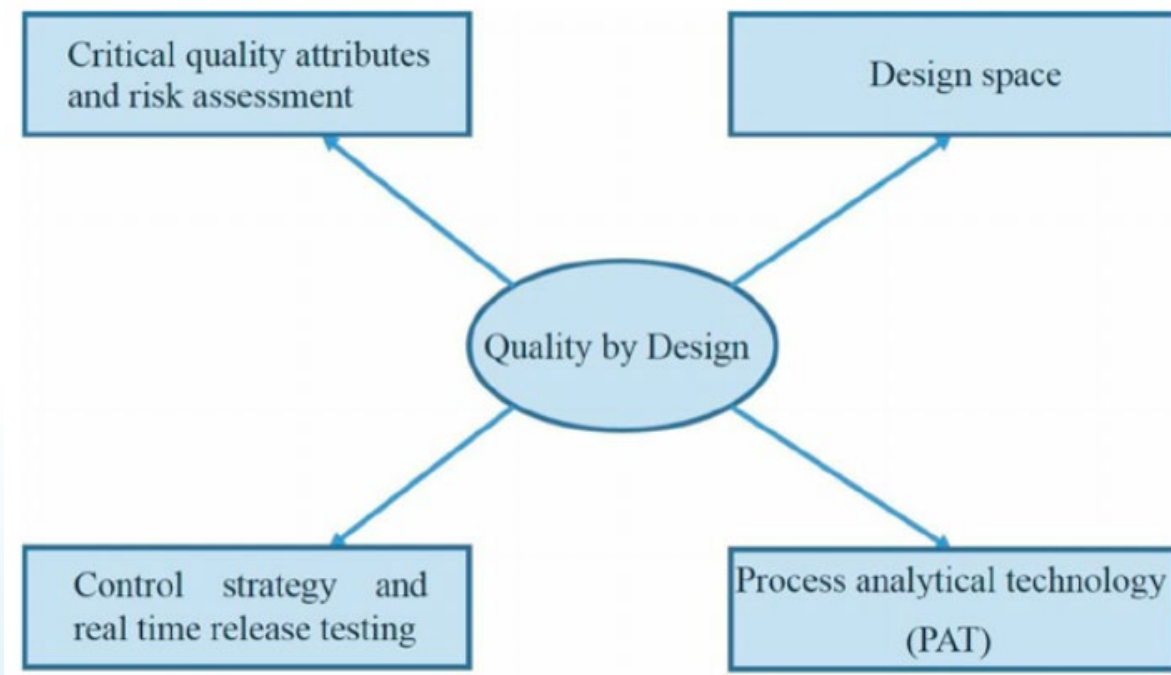 Critical quality attributes
and risk assessment
Design space
Quality by Design
Control strategy and
real time release testing
Process analytical technology
(PAT)